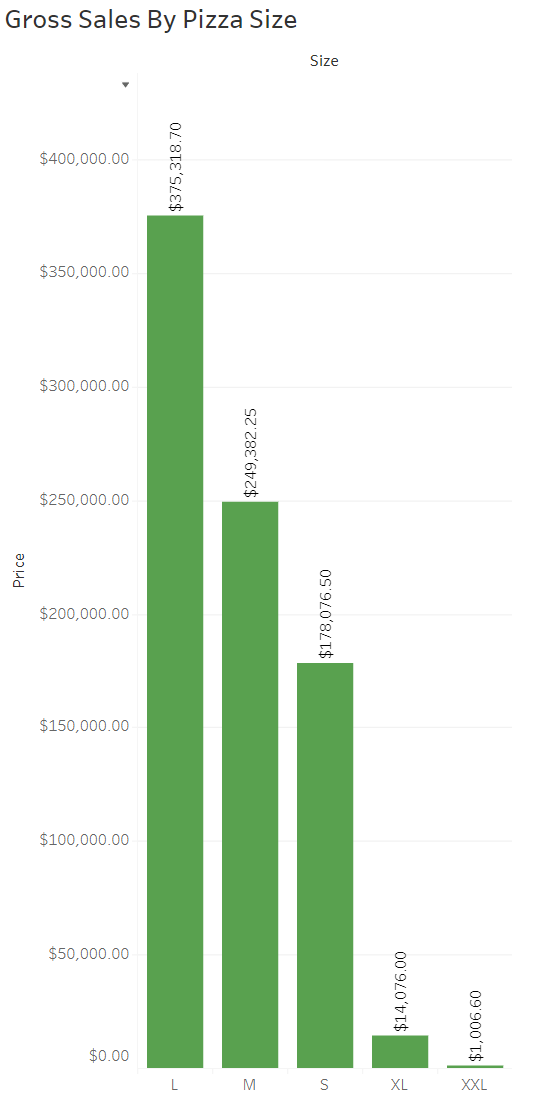 Gross Sales By Pizza Size
Size
$400,000.00
$350,000.00
$300,000.00
$250,000.00
$200,000.00
$150,000.00
$100,000.00
$50,000.00
$0.00
Price
$375,318.70
$249,382.25
$178,076.50
$14,076.00
$1,006.60
L
M
S
XL
XXL